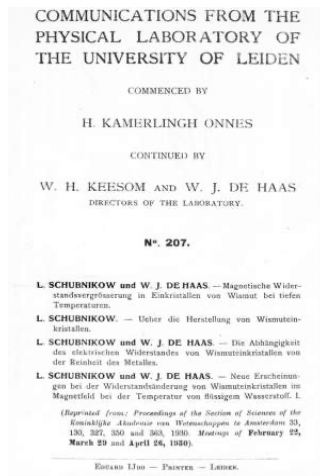 COMMUNICATIONS FROM THE
PHYSICAL LABORATORY OF
THE UNIVERSITY OF LEIDEN
COMMENCED BY
H. KAMERLINGH ONNES
CONTINUED BY
W. H. KEESOM AND W. J. DE HAAS
DIRECTORS OF THE LABORATORY.
Nº. 207.
L. SCHUBNIKOW und W. J. DE HAAS. — Magnetische Wider-
standsvergrösserung in Einkristallen von Wismut bei tiefen
Temperaturen.
L. SCHUBNIKOW. — Ueber die Herstellung von Wismutein-
kristallen.
L. SCHUBNIKOW und W. J. DE HAAS. — Die Abhängigkeit
des elektrischen Widerstandes von Wismuteinkristallen von
der Reinheit des Metalles.
L. SCHUBNIKOW und W. J. DE HAAS. — Neue Erscheinun-
gen bei der Widerstandsänderung von Wismuteinkristallen im
Magnetfeld bei der Temperatur von flüssigem Wasserstoff. I.
(Reprinted from: Proceedings of the Section of Sciences of the
Koninklijke Akademie van Wetenschappen te Amsterdam 33,
130, 327, 350 and 363, 1930. Meetings of February 22,
March 29 and April 26, 1930).
EDUARD IJDO — PRINTER — LEIDEN.